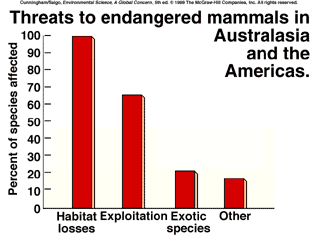 Cunningham/Saigo, Environmental Science, A Global Concern, 5th ed. © 1999 The McGraw-Hill Companies, Inc. All rights reserved.
Threats to endangered mammals in
Australasia
and the
Americas.
Percent of species affected
100
90
80
70
60
50
40
30
20
10
0
Habitat losses
Exploitation
Exotic species
Other